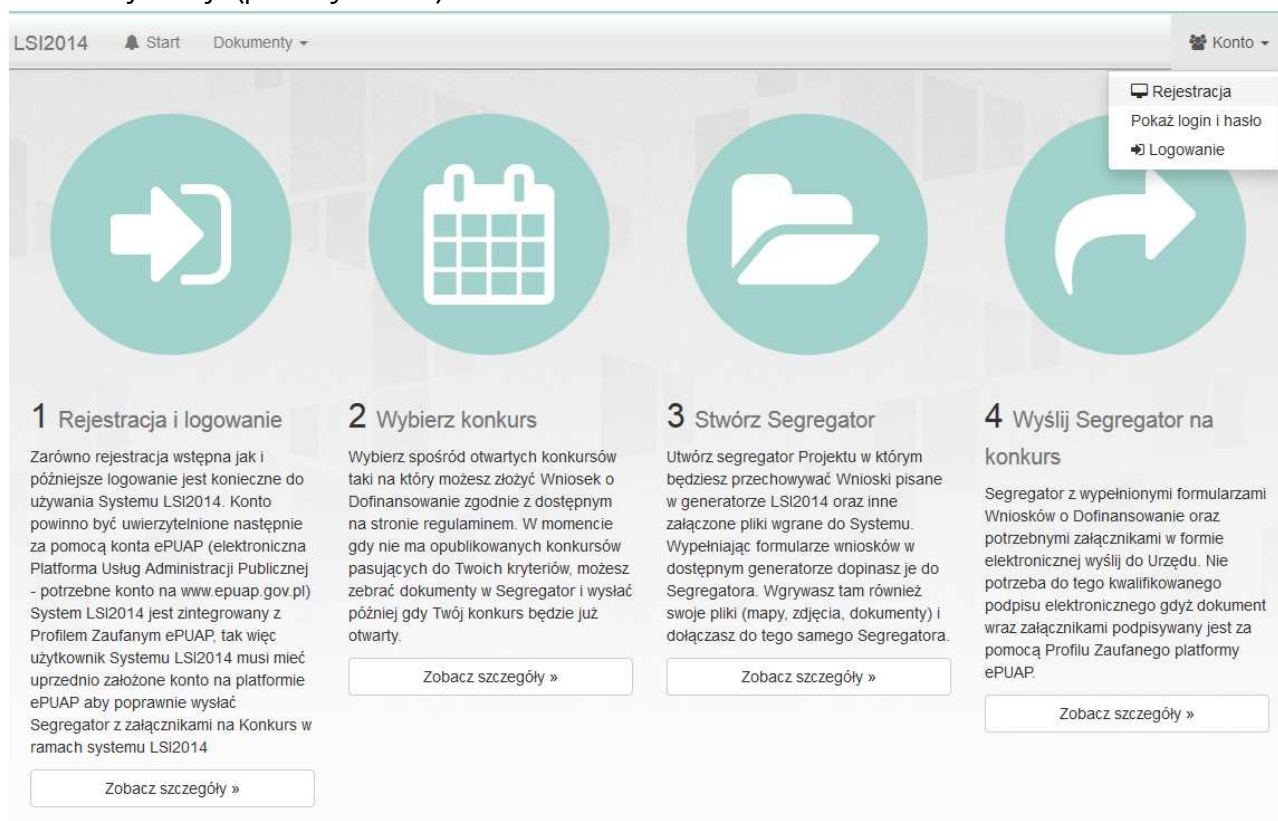 LSI2014 Start Dokumenty Konto
Rejestracja
Pokaż login i hasło
Logowanie
1 Rejestracja i logowanie
Zarówno rejestracja wstępna jak i
późniejsze logowanie jest konieczne do
używania Systemu LSI2014. Konto
powinno być uwierzytelnione następnie
za pomocą konta ePUAP (elektroniczna
Platforma Usług Administracji Publicznej
- potrzebne konto na www.epuap.gov.pl)
System LSI2014 jest zintegrowany z
Profilem Zaufanym ePUAP, tak więc
użytkownik Systemu LSI2014 musi mieć
uprzednio założone konto na platformie
ePUAP aby poprawnie wysłać
Segregator z załącznikami na Konkurs w
ramach systemu LSI2014
Zobacz szczegóły »
2 Wybierz konkurs
Wybierz spośród otwartych konkursów
taki na który możesz złożyć Wniosek o
Dofinansowanie zgodnie z dostępnym
na stronie regulaminem. W momencie
gdy nie ma opublikowanych konkursów
pasujących do Twoich kryteriów, możesz
zebrać dokumenty w Segregator i wysłać
później gdy Twój konkurs będzie już
otwarty.
Zobacz szczegóły »
3 Stwórz Segregator
Utwórz segregator Projektu w którym
będziesz przechowywać Wnioski pisane
w generatorze LSI2014 oraz inne
załączone pliki wgrane do Systemu.
Wypełniając formularze wniosków w
dostępnym generatorze dopinasz je do
Segregatora. Wgrywasz tam również
swoje pliki (mapy, zdjęcia, dokumenty) i
dołączasz do tego samego Segregatora.
Zobacz szczegóły »
4 Wyślij Segregator na
konkurs
Segregator z wypełnionymi formularzami
Wniosków o Dofinansowanie oraz
potrzebnymi załącznikami w formie
elektronicznej wyślij do Urzędu. Nie
potrzeba do tego kwalifikowanego
podpisu elektronicznego gdyż dokument
wraz załącznikami podpisywany jest za
pomocą Profilu Zaufanego platformy
ePUAP.
Zobacz szczegóły »